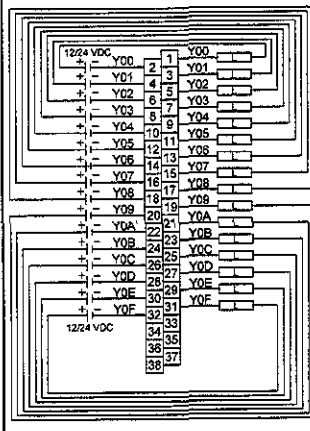 12/24 VDC
Y00 1 Y00
+ − 2
Y01 3 Y01
+ − 4
Y02 5 Y02
+ − 6
Y03 7 Y03
+ − 8
Y04 9 Y04
+ − 10
Y05 11 Y05
+ − 12
Y06 13 Y06
+ − 14
Y07 15 Y07
+ − 16
Y08 17 Y08
+ − 18
Y09 19 Y09
+ − 20
Y0A 21 Y0A
+ − 22
Y0B 23 Y0B
+ − 24
Y0C 25 Y0C
+ − 26
Y0D 27 Y0D
+ − 28
Y0E 29 Y0E
+ − 30
Y0F 31 Y0F
+ − 32
12/24 VDC
33
34
35
36
37
38